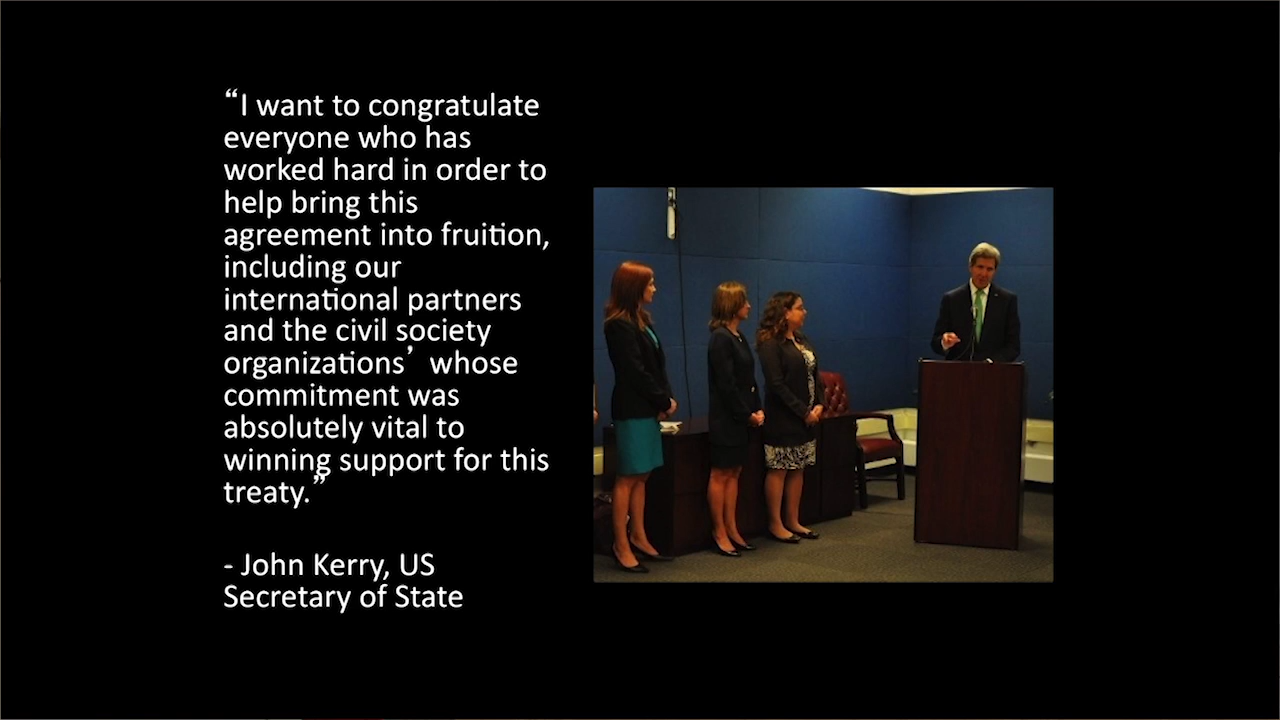 “I want to congratulate
everyone who has
worked hard in order to
help bring this
agreement into fruition,
including our
international partners
and the civil society
organizations’ whose
commitment was
absolutely vital to
winning support for this
treaty.”
- John Kerry, US
Secretary of State